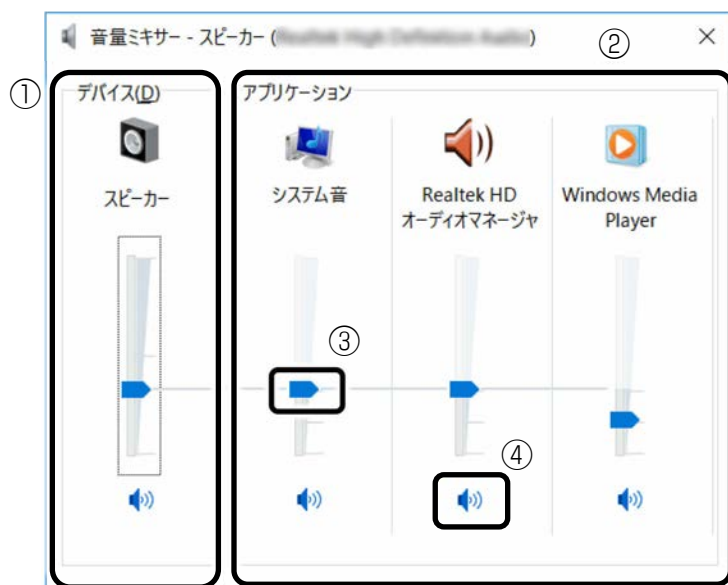 音量ミキサー - スピーカー ( )
②
①
デバイス(D)
アプリケーション
スピーカー
システム音
Realtek HD
オーディオマネージャ
Windows Media
Player
③
④